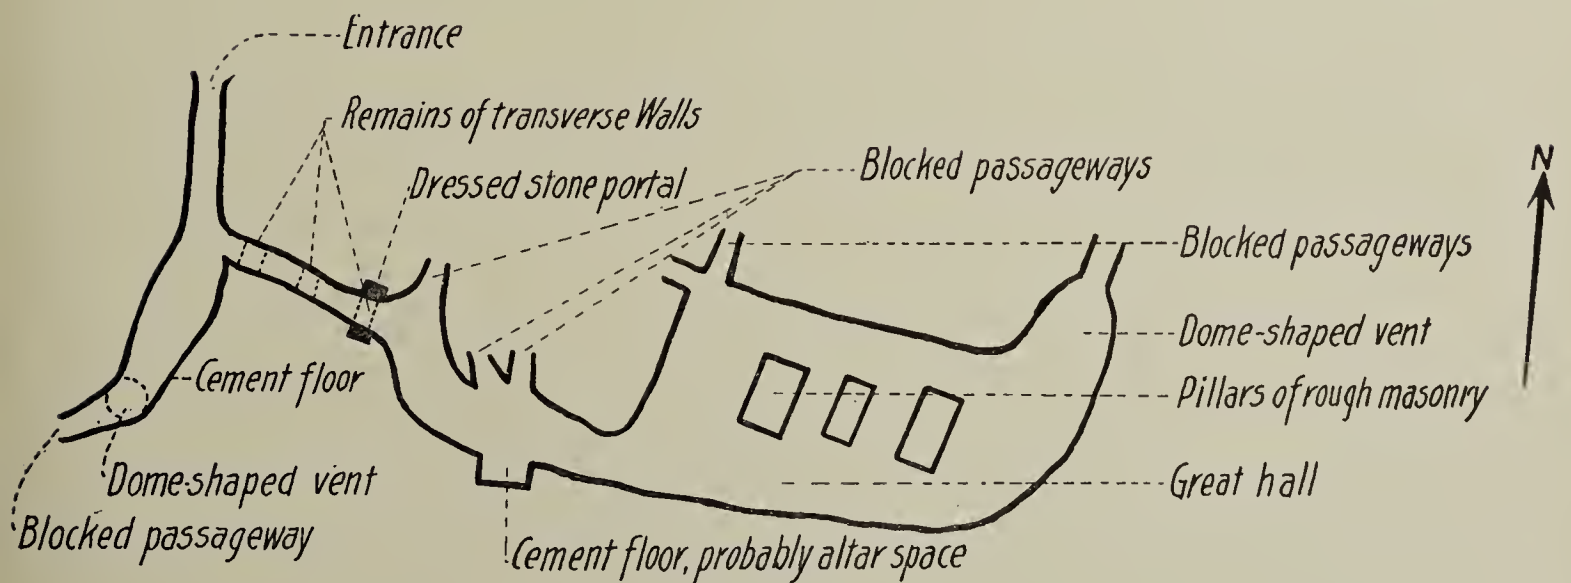 Entrance
Remains of transverse Walls
Dressed stone portal
Blocked passageways
N
Blocked passageways
Dome-shaped vent
Cement floor
Pillars of rough masonry
Dome-shaped vent
Great hall
Blocked passageway
Cement floor, probably altar space